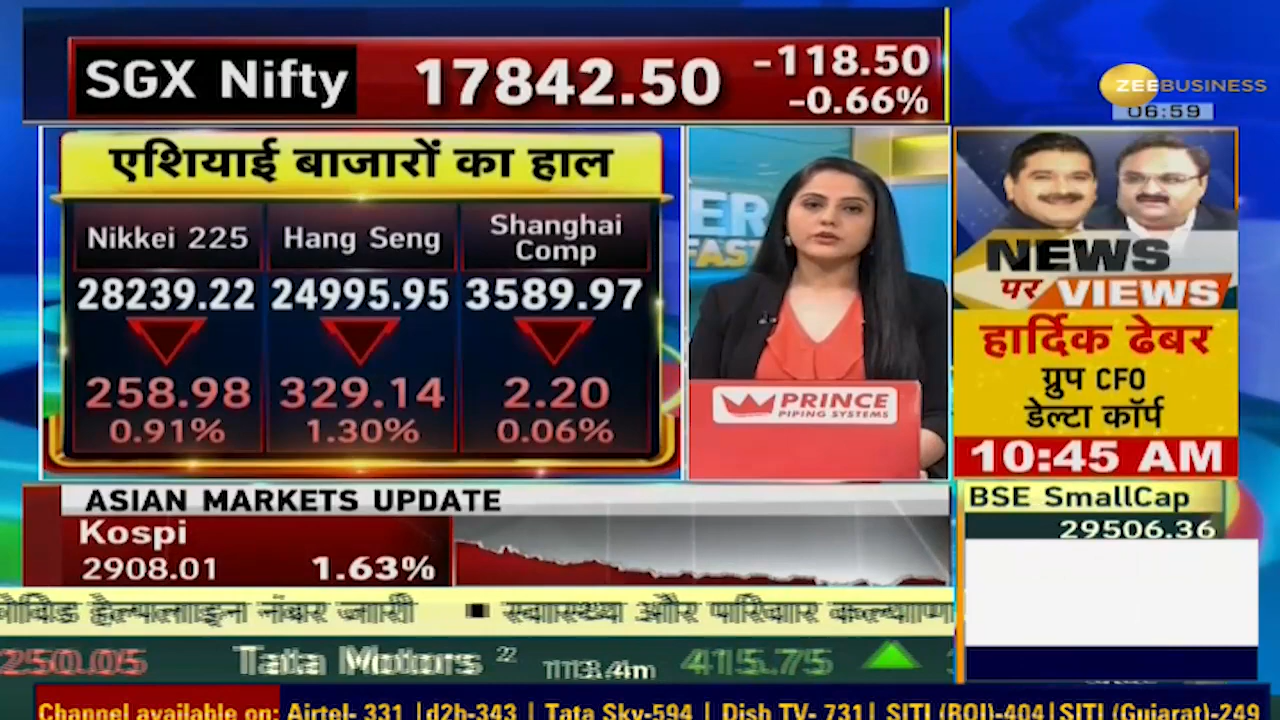 SGX Nifty 17842.50 -118.50
-0.66%
ZEEBUSINESS
06:59
एशियाई बाजारों का हाल
Nikkei 225 Hang Seng Shanghai Comp
28239.22 24995.95 3589.97
258.98 329.14 2.20
0.91% 1.30% 0.06%
ER
FAST
PRINCE
PIPING SYSTEMS
NEWS
पर VIEWS
हार्दिक ढेबर
ग्रुप CFO
डेल्टा कॉर्प
10:45 AM
ASIAN MARKETS UPDATE
Kospi
2908.01 1.63%
BSE SmallCap
29506.36
कोविड हेल्पलाइन नंबर जारी ■ स्वास्थ्य और परिवार कल्याण
250.05 Tata Motors 415.75
Channel available on: Airtel- 331 |d2h-343 | Tata Sky-594 | Dish TV- 731| SITI (ROI)-404|SITI (Gujarat)-249